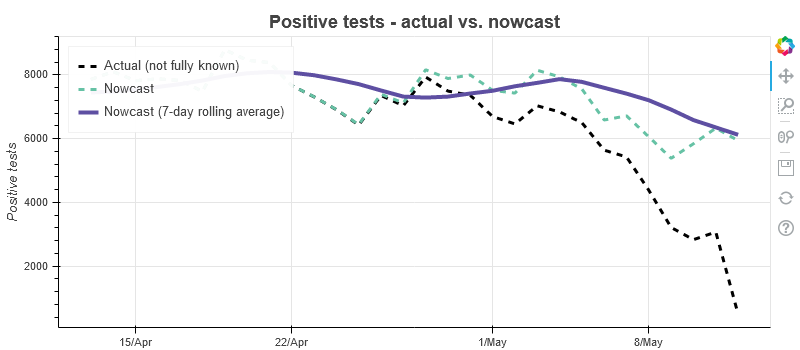 Positive tests - actual vs. nowcast
Actual (not fully known)
Nowcast
Nowcast (7-day rolling average)
Positive tests
8000
6000
4000
2000
15/Apr
22/Apr
1/May
8/May